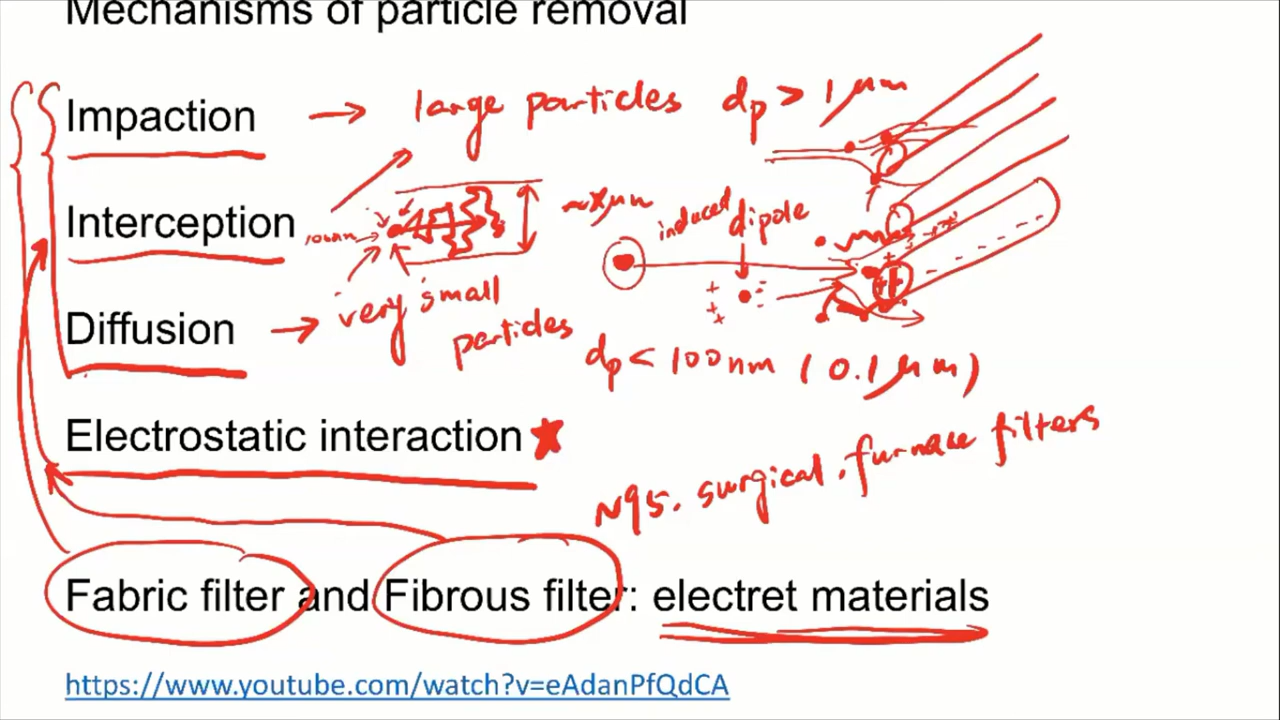 Mechanisms of particle removal
Impaction → large particles dp > 1 μm
Interception
100nm
induced dipole
Diffusion → very small particles
dp < 100nm (0.1 μm)
Electrostatic interaction
N95. surgical. furnace filters
Fabric filter and Fibrous filter: electret materials
https://www.youtube.com/watch?v=eAdanPfQdCA